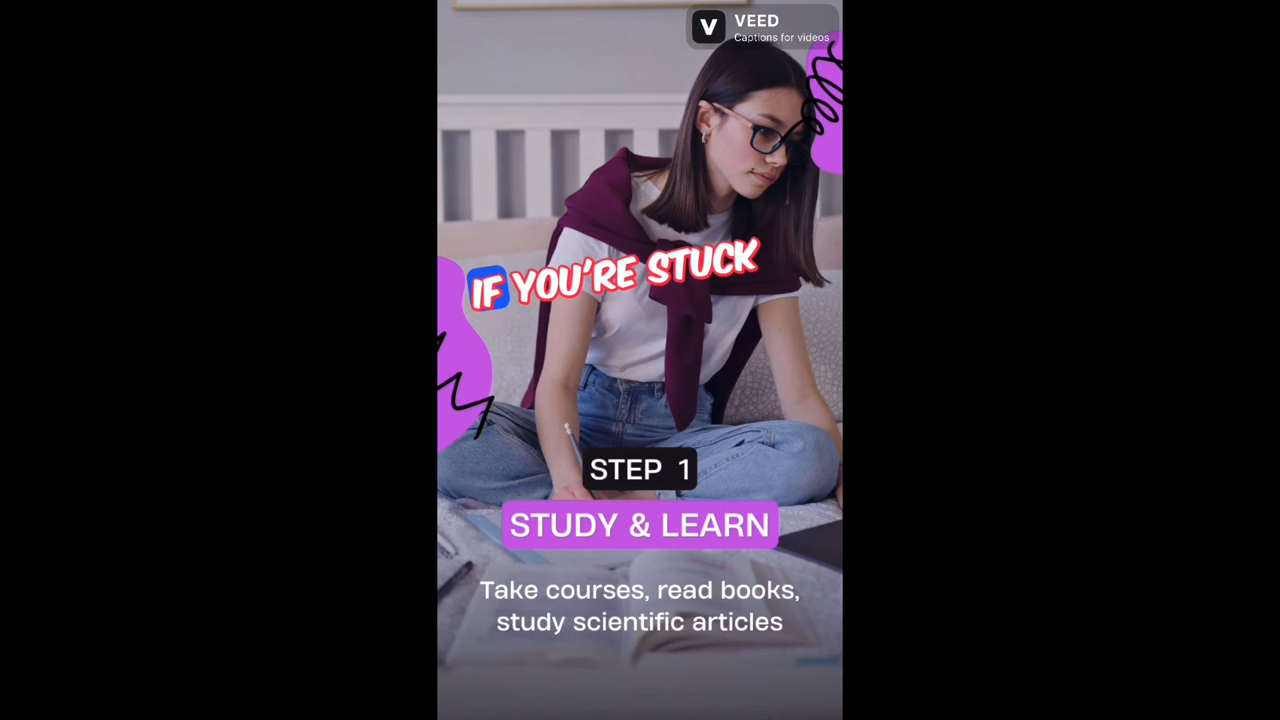 VEED
Captions for videos
IF YOU'RE STUCK
STEP 1
STUDY & LEARN
Take courses, read books,
study scientific articles